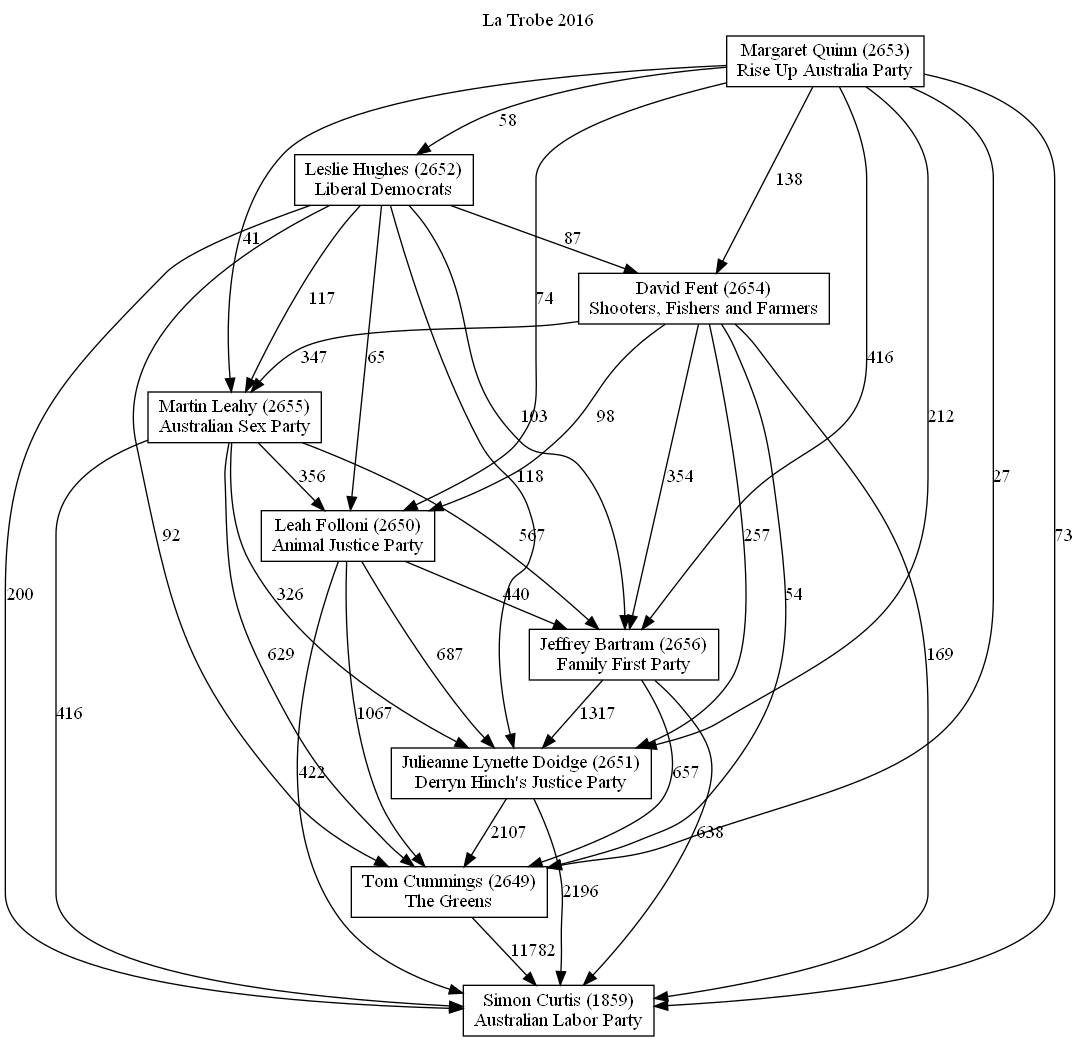 La Trobe 2016
Margaret Quinn (2653)
Rise Up Australia Party
58
Leslie Hughes (2652)
Liberal Democrats
138
41
87
David Fent (2654)
Shooters, Fishers and Farmers
117
74
347
65
416
Martin Leahy (2655)
Australian Sex Party
103
98
212
356
118
354
27
Leah Folloni (2650)
Animal Justice Party
92
567
257
73
200
326
440
54
Jeffrey Bartram (2656)
Family First Party
629
687
169
416
1067
1317
Julieanne Lynette Doidge (2651)
Derryn Hinch's Justice Party
422
657
2107
638
Tom Cummings (2649)
The Greens
2196
11782
Simon Curtis (1859)
Australian Labor Party